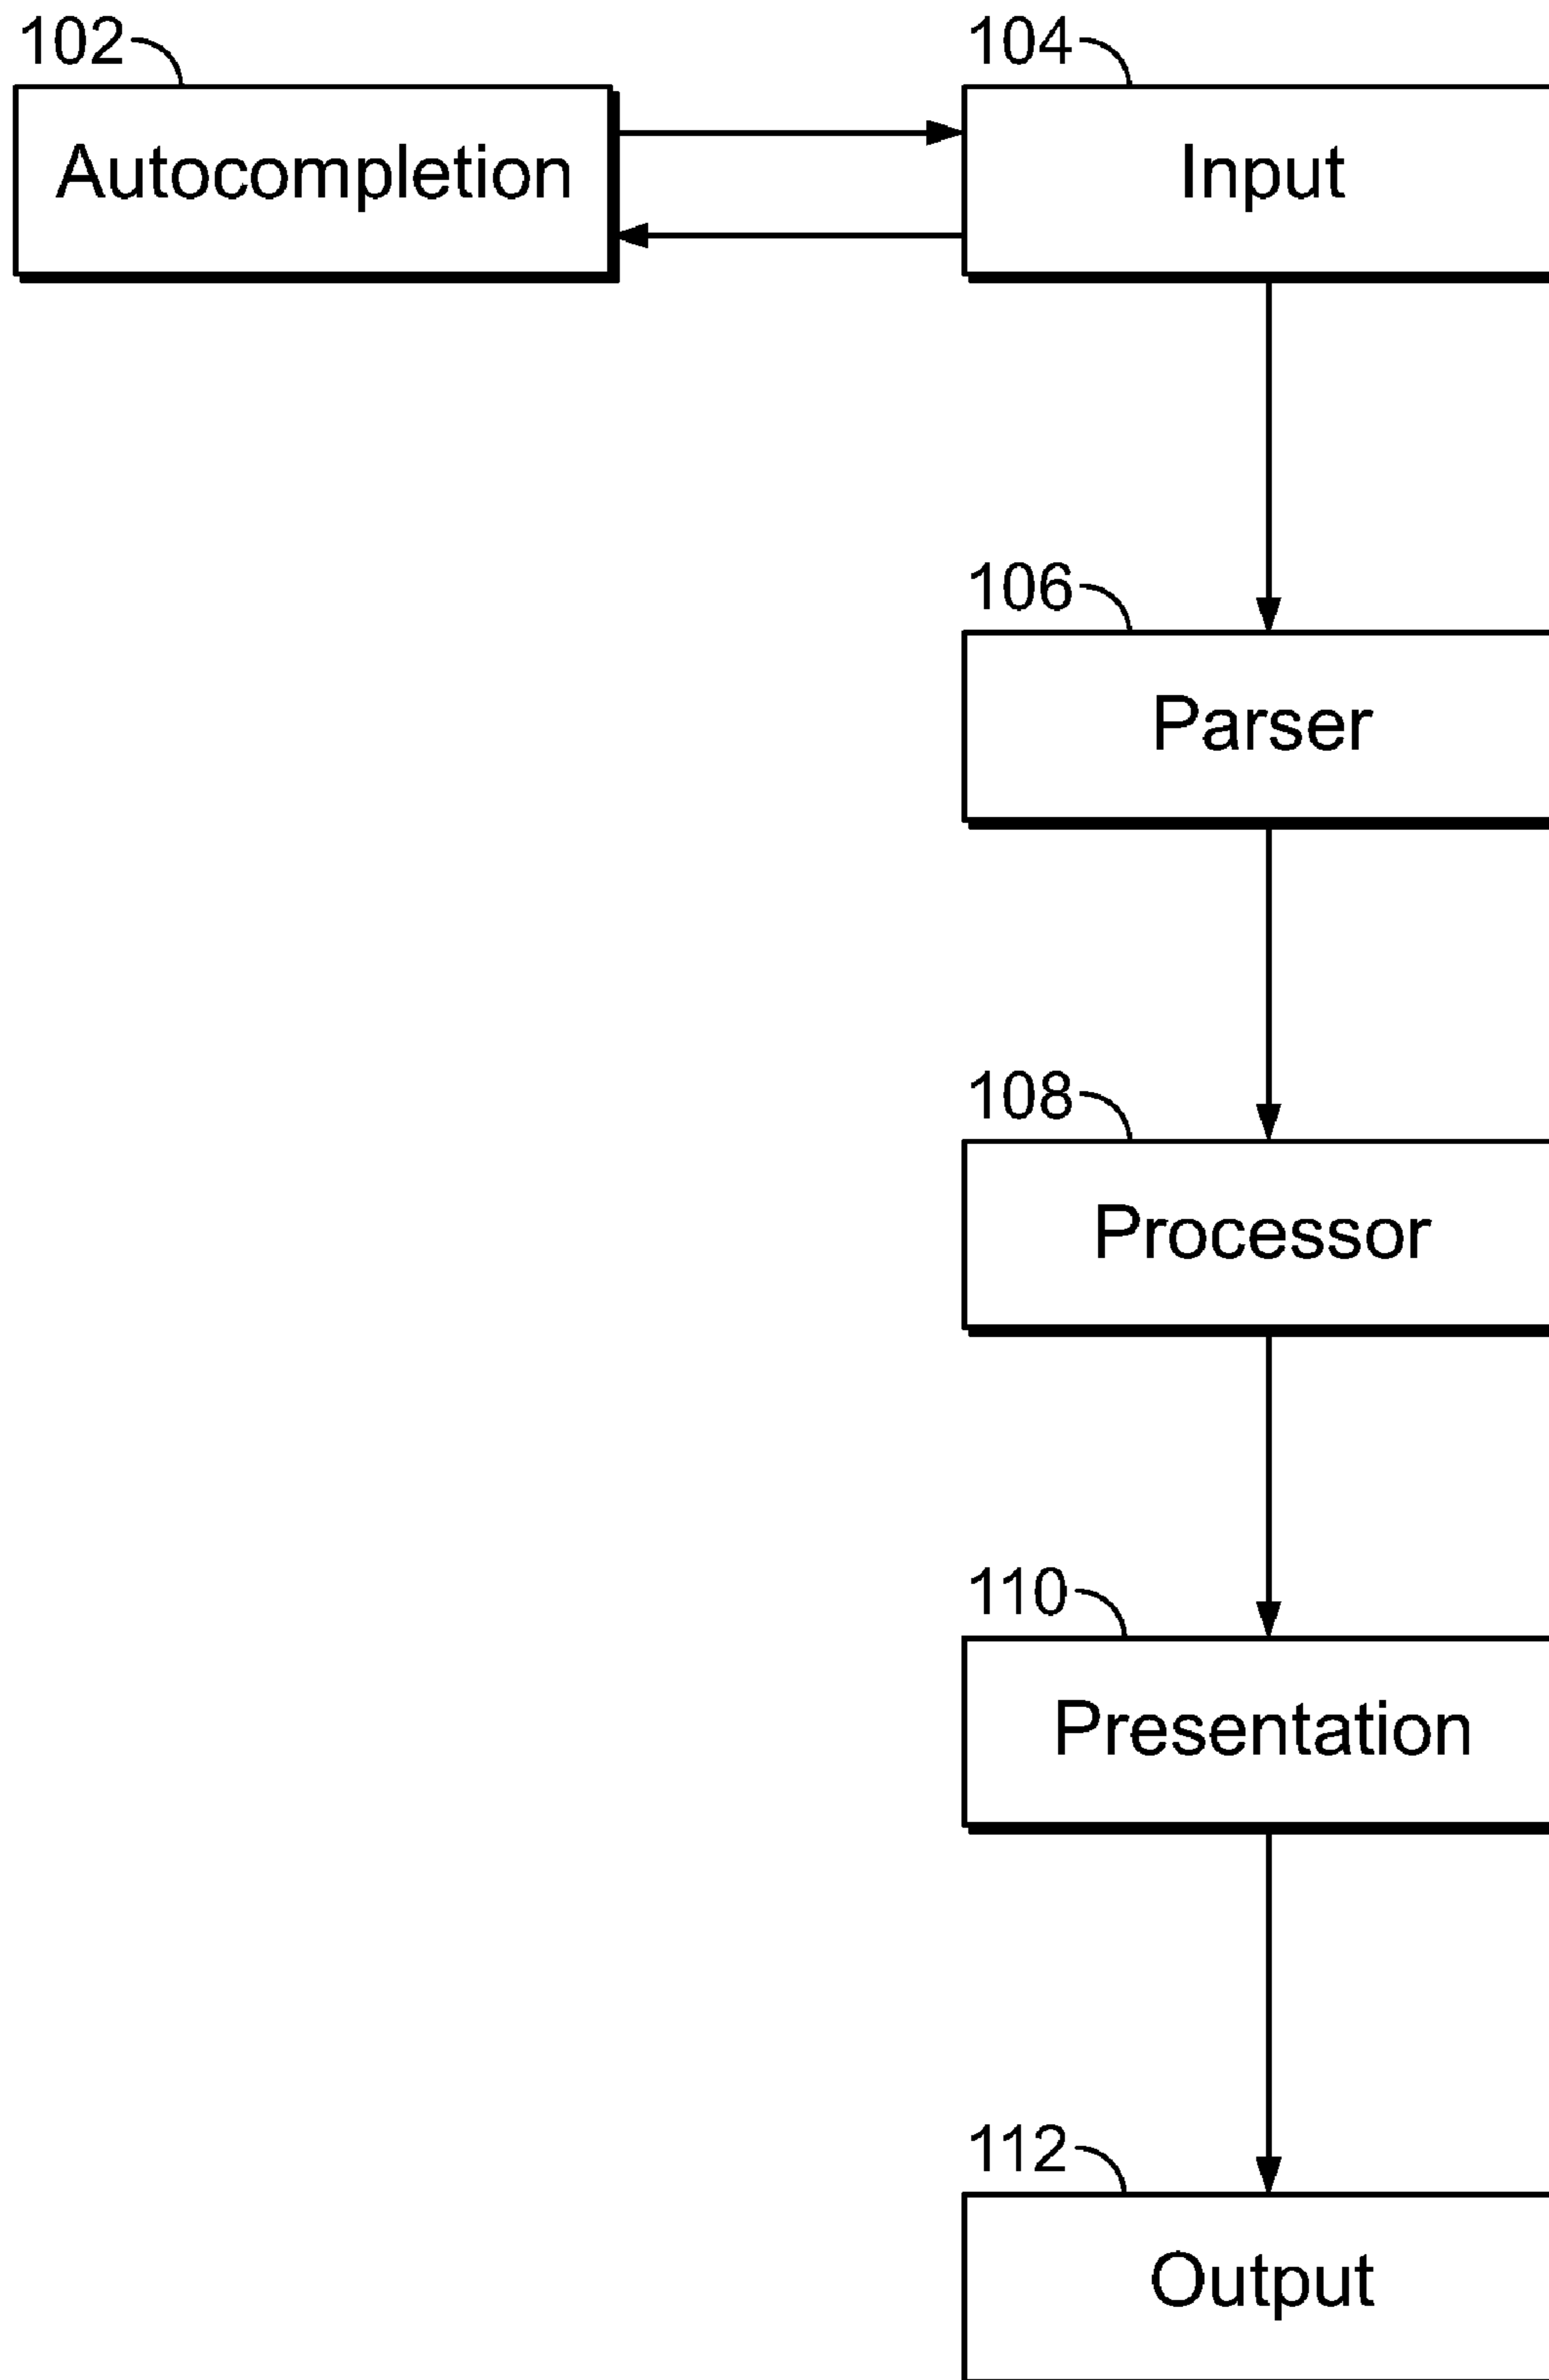 102
Autocompletion
104
Input
106
Parser
108
Processor
110
Presentation
112
Output